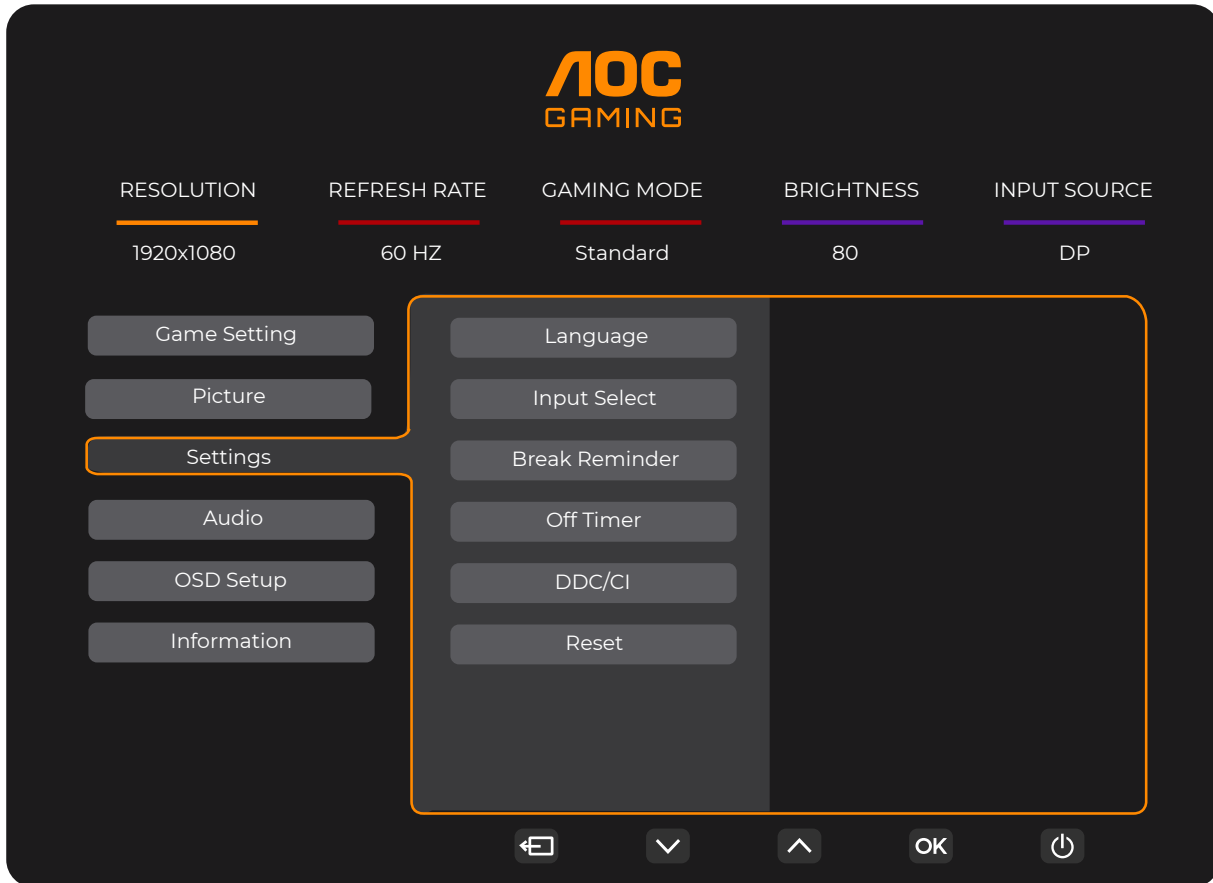 AOC
GAMING
RESOLUTION REFRESH RATE GAMING MODE BRIGHTNESS INPUT SOURCE
1920x1080 60 HZ Standard 80 DP
Game Setting
Picture
Settings
Audio
OSD Setup
Information
Language
Input Select
Break Reminder
Off Timer
DDC/CI
Reset
OK